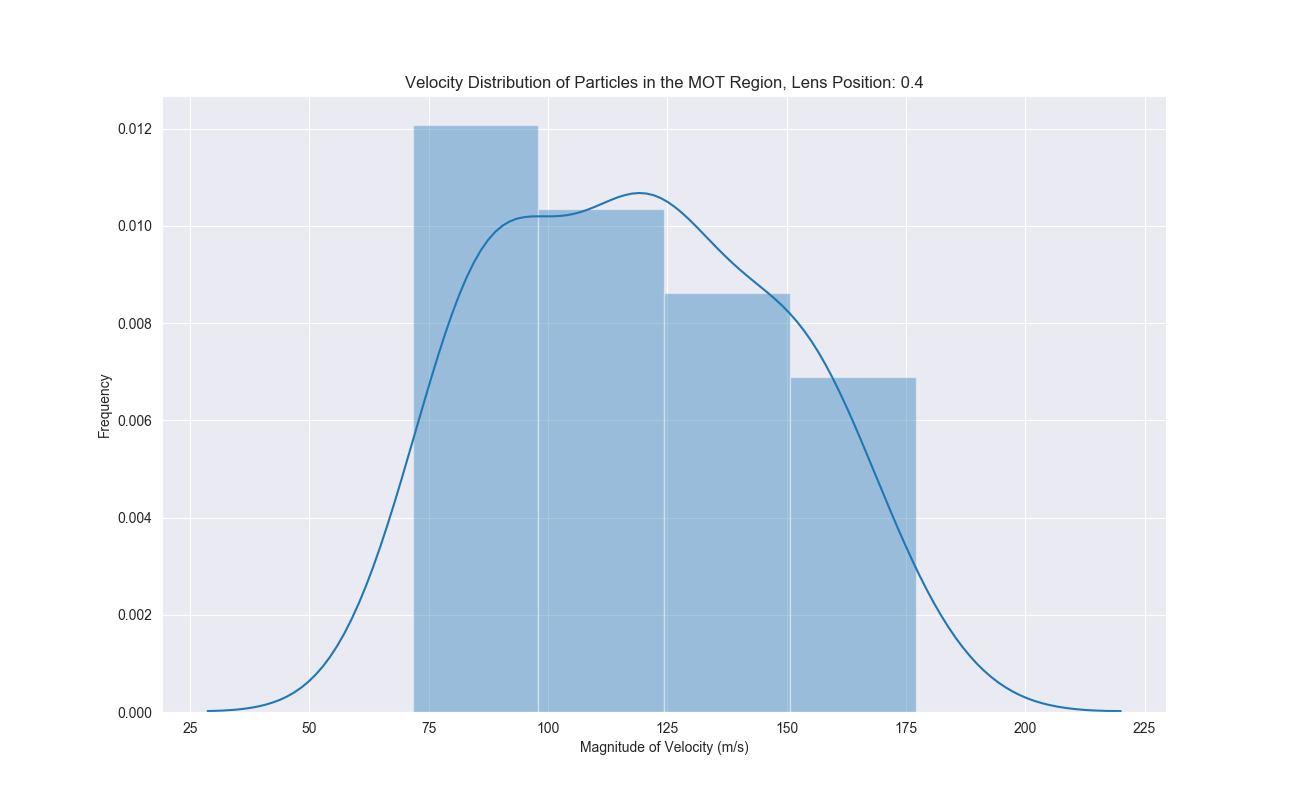 Velocity Distribution of Particles in the MOT Region, Lens Position: 0.4
0.012
0.010
0.008
0.006
0.004
0.002
0.000
Frequency
25 50 75 100 125 150 175 200 225
Magnitude of Velocity (m/s)